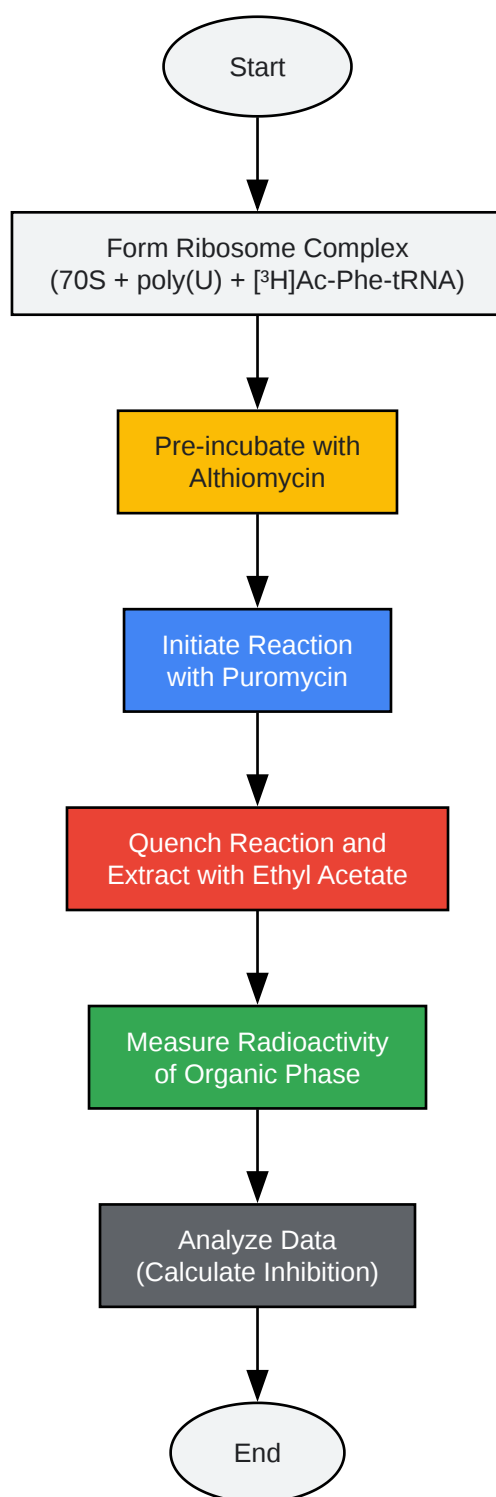 Start
Form Ribosome Complex
(70S + poly(U) + [³H]Ac-Phe-tRNA)
Pre-incubate with
Althiomycin
Initiate Reaction
with Puromycin
Quench Reaction and
Extract with Ethyl Acetate
Measure Radioactivity
of Organic Phase
Analyze Data
(Calculate Inhibition)
End